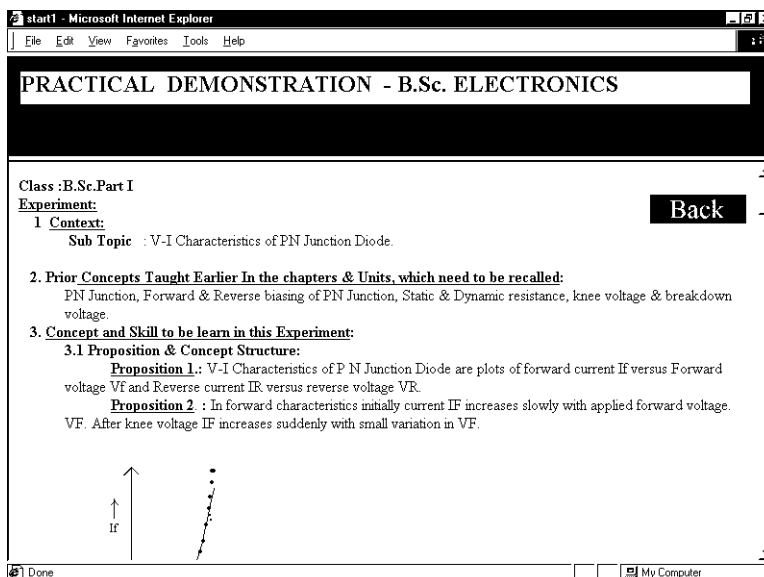 start1 - Microsoft Internet Explorer
File Edit View Favorites Tools Help
PRACTICAL DEMONSTRATION - B.Sc. ELECTRONICS
Class :B.Sc.Part I
Experiment:
Back
1 Context:
Sub Topic : V-I Characteristics of PN Junction Diode.
2. Prior Concepts Taught Earlier In the chapters & Units, which need to be recalled:
PN Junction, Forward & Reverse biasing of PN Junction, Static & Dynamic resistance, knee voltage & breakdown
voltage.
3. Concept and Skill to be learn in this Experiment:
3.1 Proposition & Concept Structure:
Proposition 1.: V-I Characteristics of P N Junction Diode are plots of forward current If versus Forward
voltage Vf and Reverse current IR versus reverse voltage VR.
Proposition 2. : In forward characteristics initially current IF increases slowly with applied forward voltage.
VF. After knee voltage IF increases suddenly with small variation in VF.
If
Done
My Computer